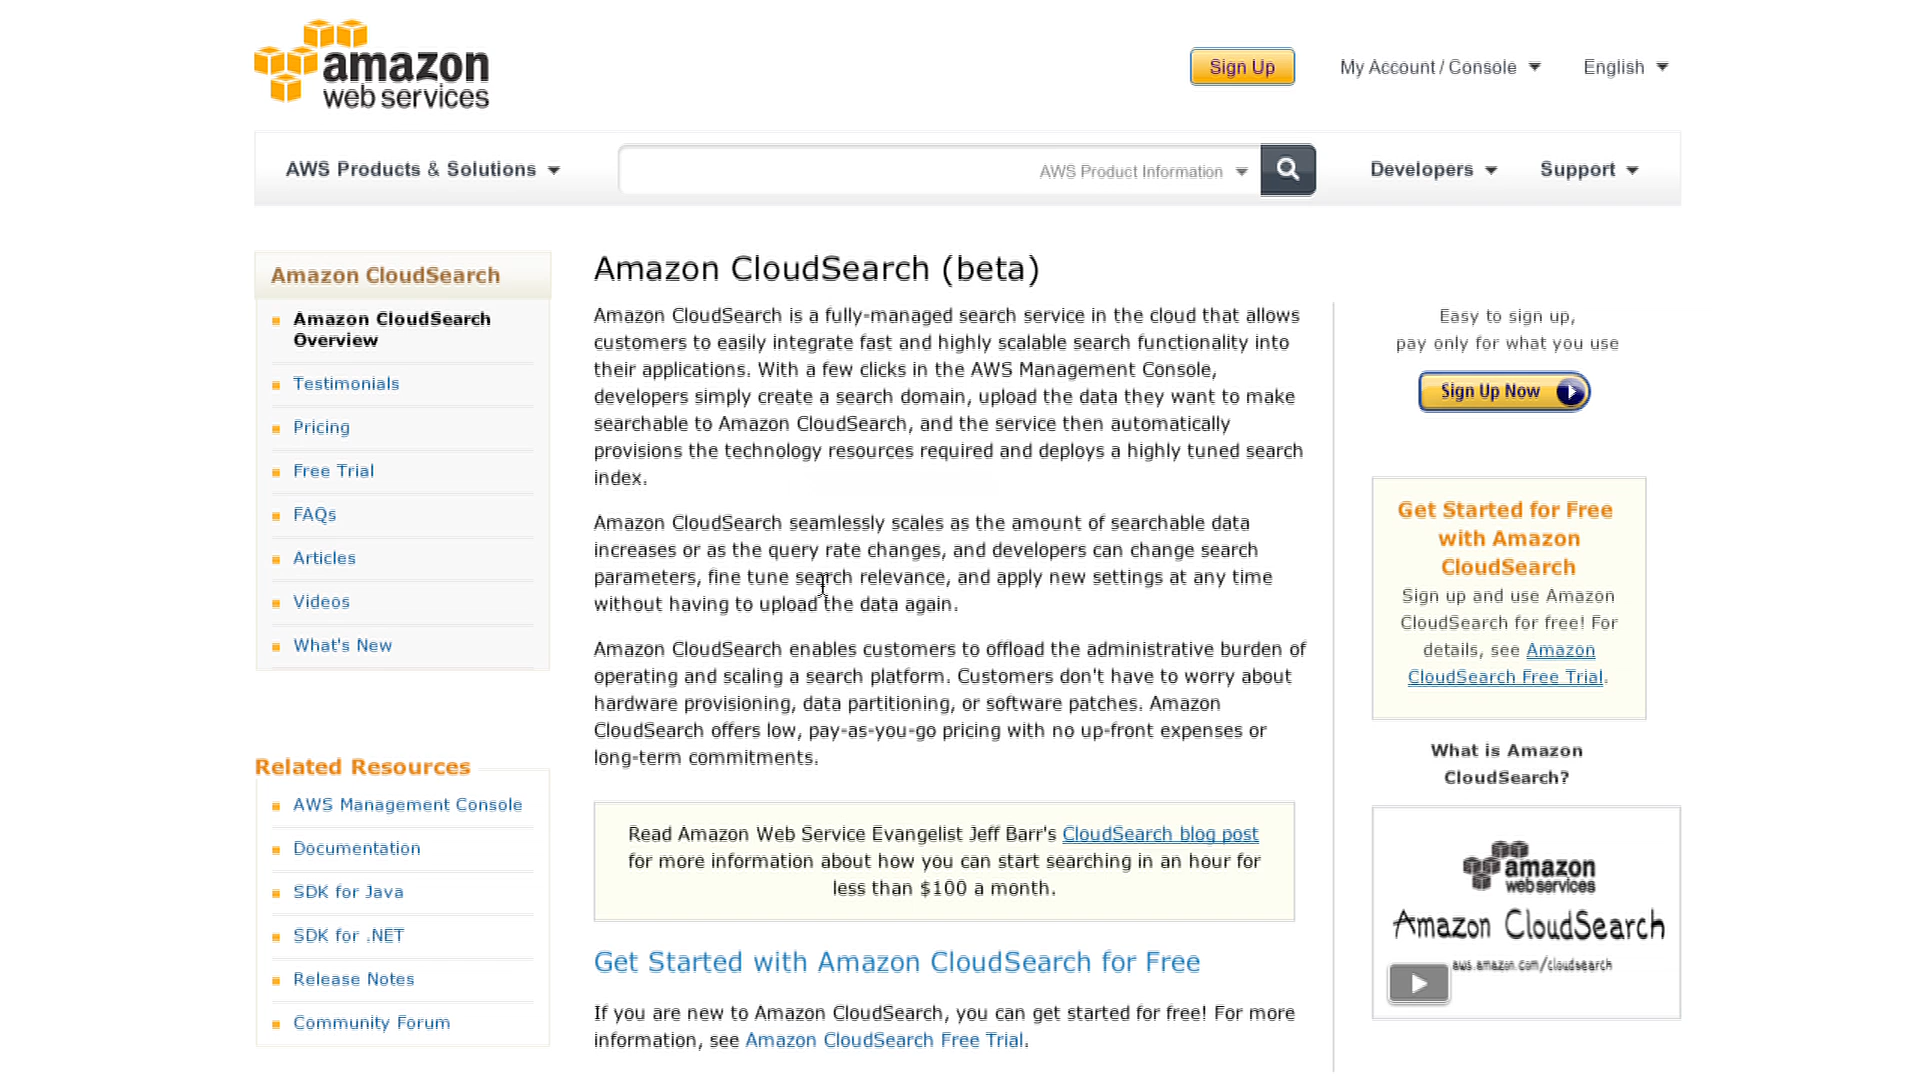 amazon
web services
Sign Up
My Account / Console
English
AWS Products & Solutions
AWS Product Information
Developers
Support
Amazon CloudSearch
Amazon CloudSearch
Overview
Testimonials
Pricing
Free Trial
FAQs
Articles
Videos
What's New
Related Resources
AWS Management Console
Documentation
SDK for Java
SDK for .NET
Release Notes
Community Forum
Amazon CloudSearch (beta)
Amazon CloudSearch is a fully-managed search service in the cloud that allows
customers to easily integrate fast and highly scalable search functionality into
their applications. With a few clicks in the AWS Management Console,
developers simply create a search domain, upload the data they want to make
searchable to Amazon CloudSearch, and the service then automatically
provisions the technology resources required and deploys a highly tuned search
index.
Amazon CloudSearch seamlessly scales as the amount of searchable data
increases or as the query rate changes, and developers can change search
parameters, fine tune search relevance, and apply new settings at any time
without having to upload the data again.
Amazon CloudSearch enables customers to offload the administrative burden of
operating and scaling a search platform. Customers don't have to worry about
hardware provisioning, data partitioning, or software patches. Amazon
CloudSearch offers low, pay-as-you-go pricing with no up-front expenses or
long-term commitments.
Read Amazon Web Service Evangelist Jeff Barr's CloudSearch blog post
for more information about how you can start searching in an hour for
less than $100 a month.
Get Started with Amazon CloudSearch for Free
If you are new to Amazon CloudSearch, you can get started for free! For more
information, see Amazon CloudSearch Free Trial.
Easy to sign up,
pay only for what you use
Sign Up Now
Get Started for Free
with Amazon
CloudSearch
Sign up and use Amazon
CloudSearch for free! For
details, see Amazon
CloudSearch Free Trial.
What is Amazon
CloudSearch?
amazon
webservices
Amazon CloudSearch
aws.amazon.com/cloudsearch